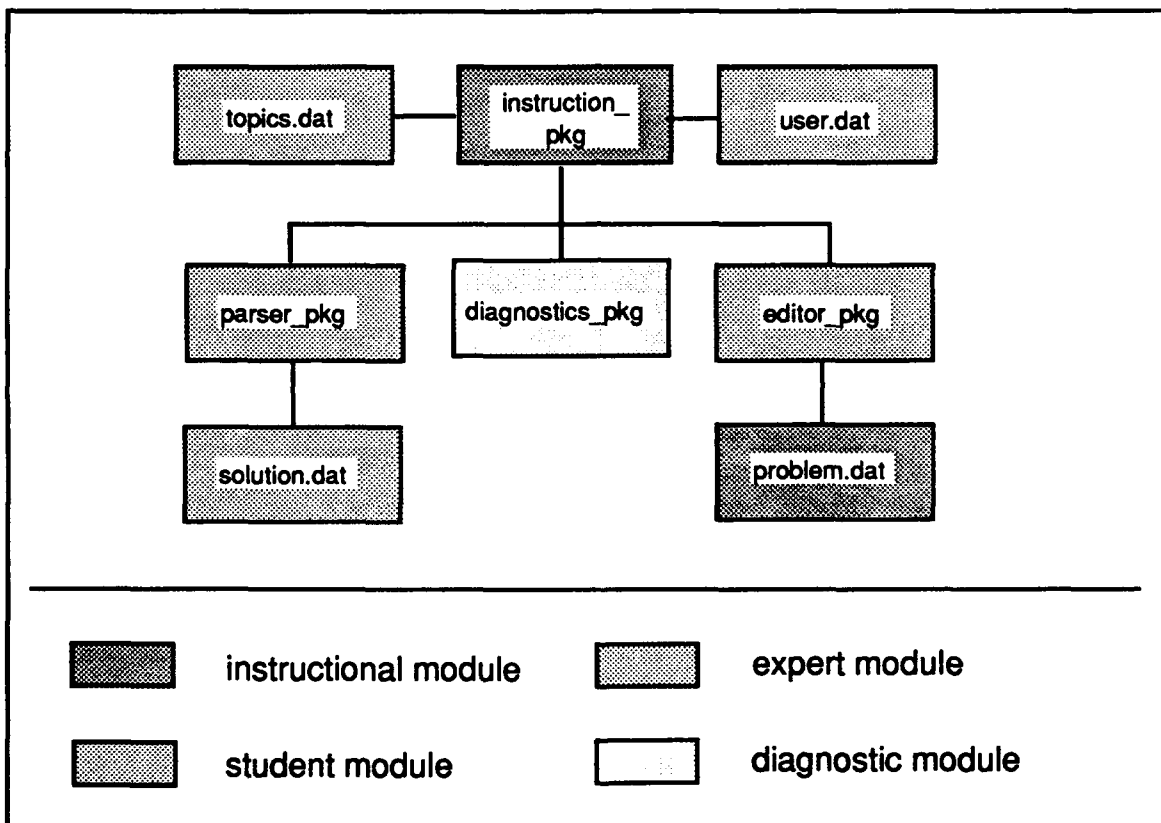 topics.dat
instruction_
pkg
user.dat
parser_pkg
diagnostics_pkg
editor_pkg
solution.dat
problem.dat
instructional module
expert module
student module
diagnostic module